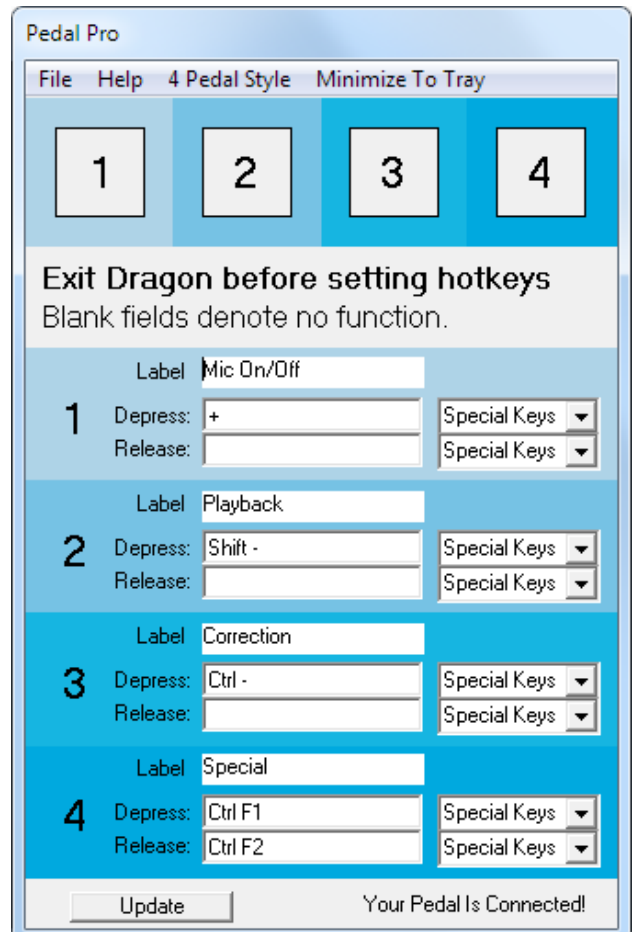 Pedal Pro
File Help 4 Pedal Style Minimize To Tray
1 2 3 4
Exit Dragon before setting hotkeys
Blank fields denote no function.
Label Mic On/Off
1 Depress: + Special Keys
Release: Special Keys
Label Playback
2 Depress: Shift - Special Keys
Release: Special Keys
Label Correction
3 Depress: Ctrl - Special Keys
Release: Special Keys
Label Special
4 Depress: Ctrl F1 Special Keys
Release: Ctrl F2 Special Keys
Update Your Pedal Is Connected!